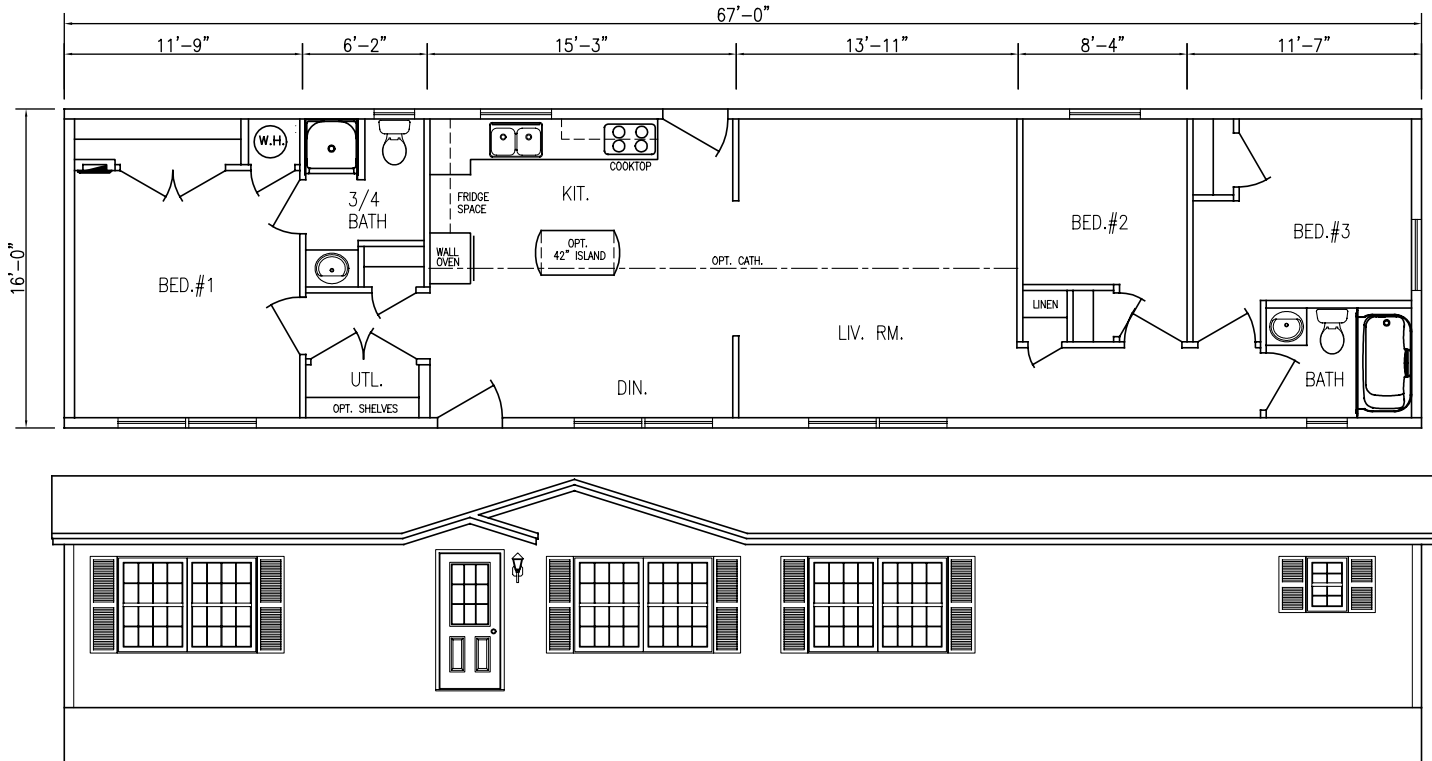 67'-0"
11'-9" 6'-2" 15'-3" 13'-11" 8'-4" 11'-7"
16'-0"
W.H.
COOKTOP
3/4
BATH
FRIDGE
SPACE
KIT.
BED.#2
BED.#3
WALL
OVEN
OPT.
42" ISLAND
OPT. CATH.
BED.#1
LINEN
LIV. RM.
UTL.
DIN.
BATH
OPT. SHELVES